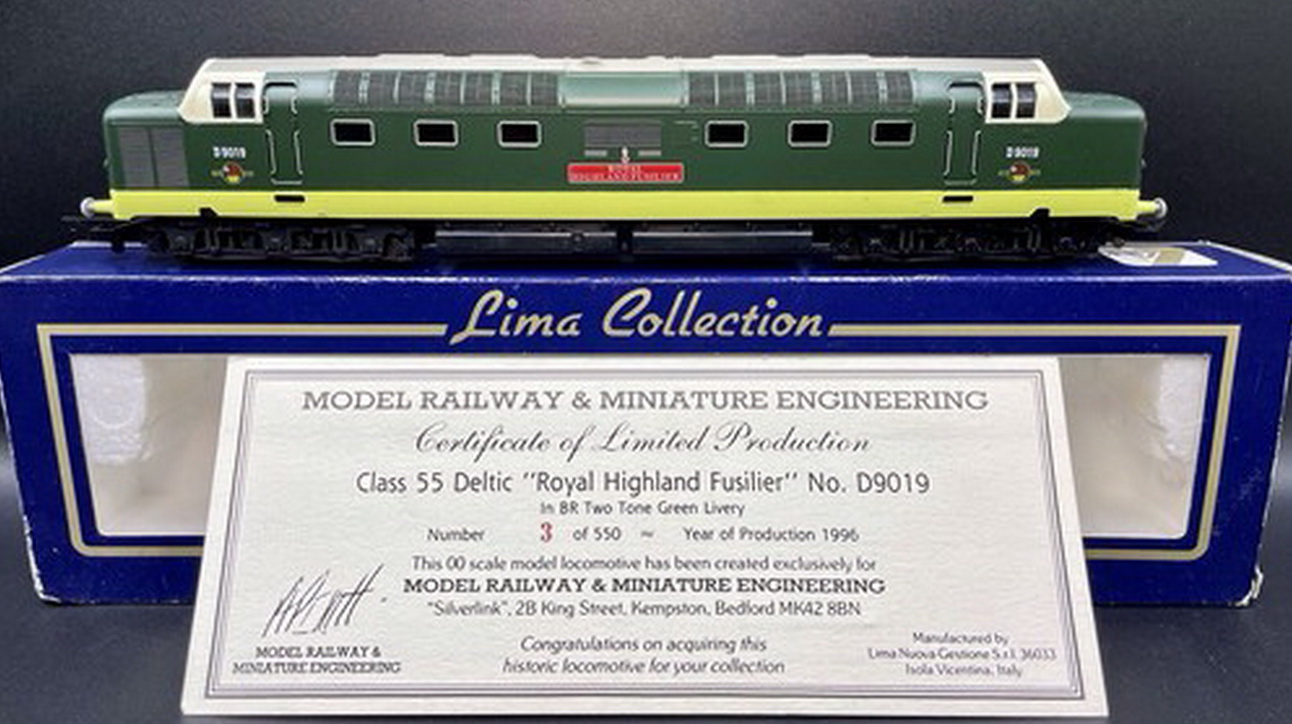 D9019
D9019
ROYAL
HIGHLAND FUSILIER
Lima Collection
MODEL RAILWAY & MINIATURE ENGINEERING
Certificate of Limited Production
Class 55 Deltic "Royal Highland Fusilier" No. D9019
In BR Two Tone Green Livery
Number 3 of 550 ~ Year of Production 1996
This 00 scale model locomotive has been created exclusively for
MODEL RAILWAY & MINIATURE ENGINEERING
"Silverlink", 2B King Street, Kempston, Bedford MK42 8BN
MODEL RAILWAY &
MINIATURE ENGINEERING
Congratulations on acquiring this
historic locomotive for your collection
Manufactured by
Lima Nuova Gestione S.r.l. 36033
Isola Vicentina, Italy